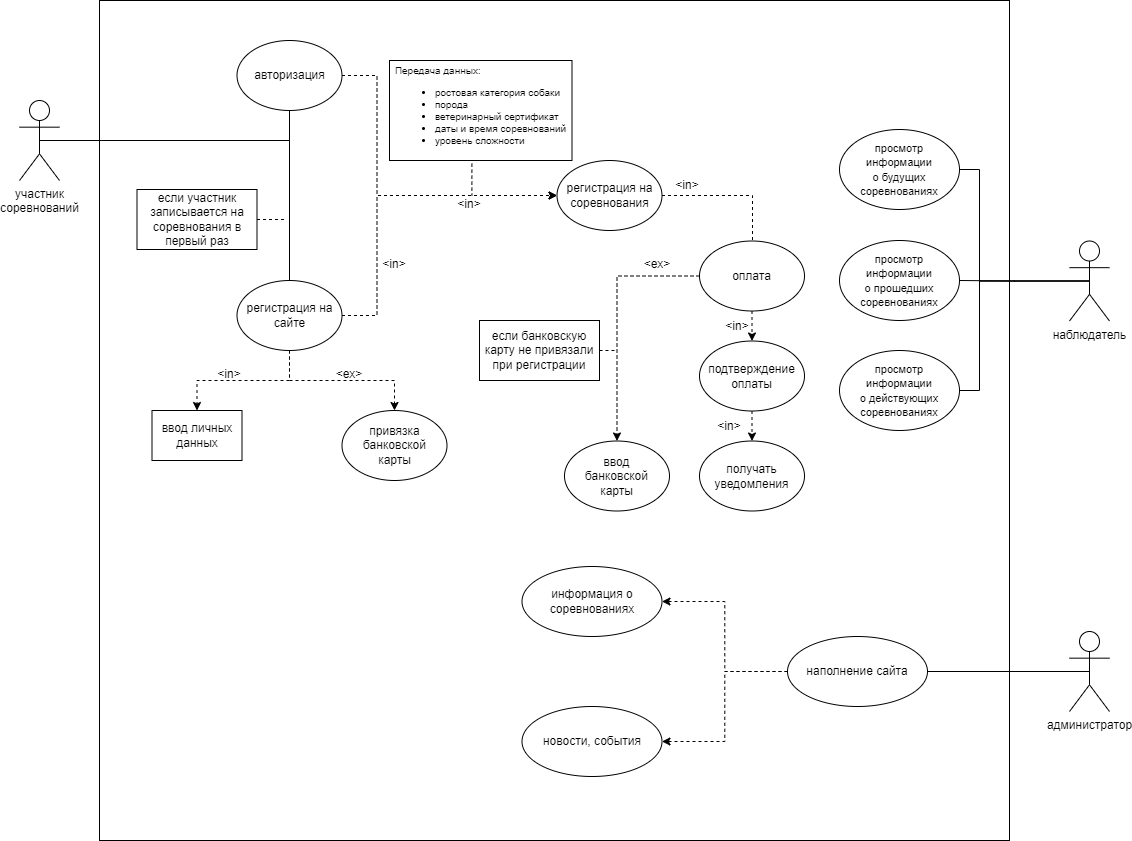 авторизация
Передача данных:
• ростовая категория собаки
• порода
• ветеринарный сертификат
• даты и время соревнований
• уровень сложности
участник
соревнований
если участник
записывается на
соревнования в
первый раз
<in>
регистрация на
соревнования
<in>
просмотр
информации
о будущих
соревнованиях
<in>
<ex>
оплата
просмотр
информации
о прошедших
соревнованиях
наблюдатель
регистрация на
сайте
<in>
если банковскую
карту не привязали
при регистрации
подтверждение
оплаты
просмотр
информации
о действующих
соревнованиях
<in>
<ex>
ввод личных
данных
привязка
банковской
карты
<in>
ввод
банковской
карты
получать
уведомления
информация о
соревнованиях
наполнение сайта
администратор
новости, события